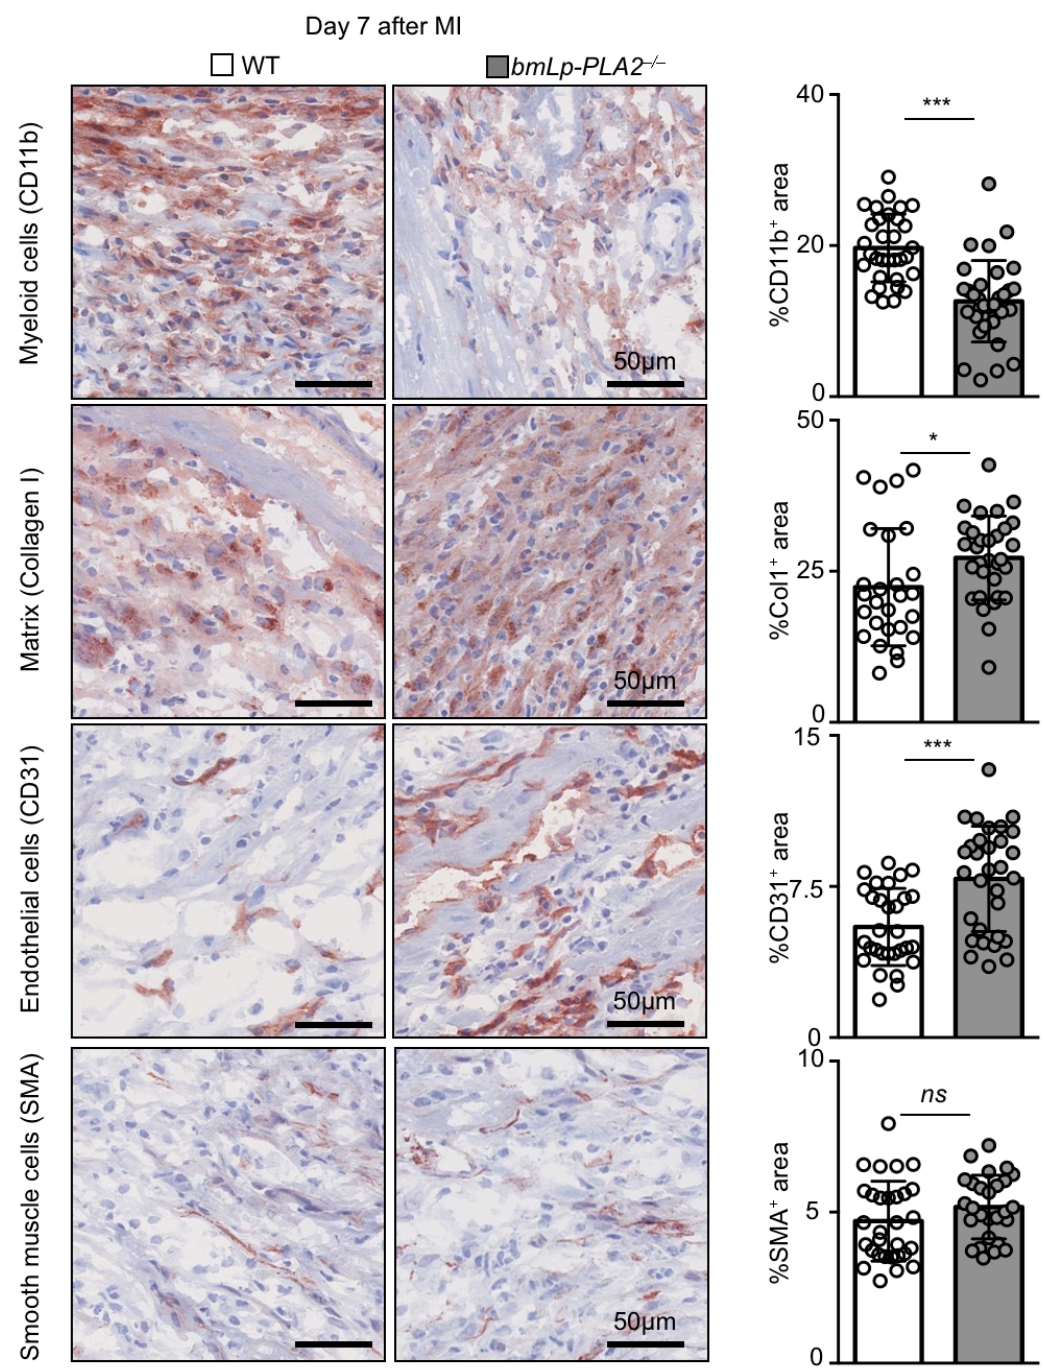 Day 7 after MI
WT
bmLp-PLA2–/–
Myeloid cells (CD11b)
50μm
%CD11b+ area
40
20
0
***
Matrix (Collagen I)
50μm
%Col1+ area
50
25
0
*
Endothelial cells (CD31)
50μm
%CD31+ area
15
7.5
0
***
Smooth muscle cells (SMA)
50μm
%SMA+ area
10
5
0
ns